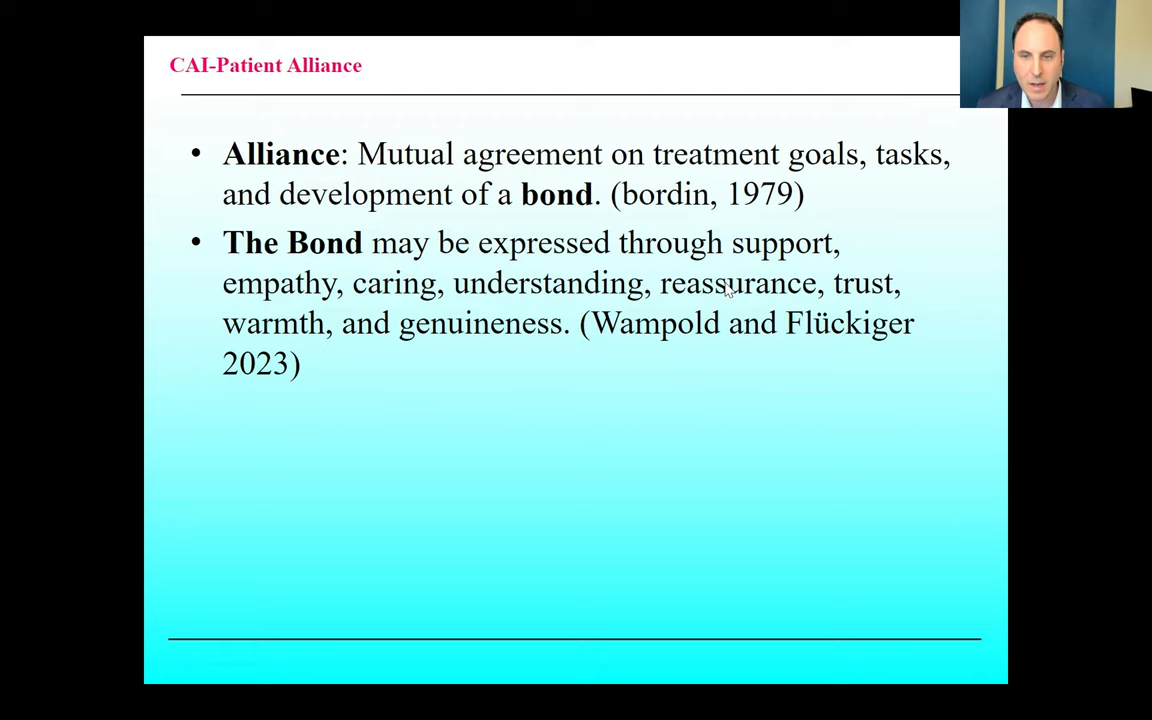 CAI-Patient Alliance
• Alliance: Mutual agreement on treatment goals, tasks,
and development of a bond. (bordin, 1979)
• The Bond may be expressed through support,
empathy, caring, understanding, reassurance, trust,
warmth, and genuineness. (Wampold and Flückiger
2023)